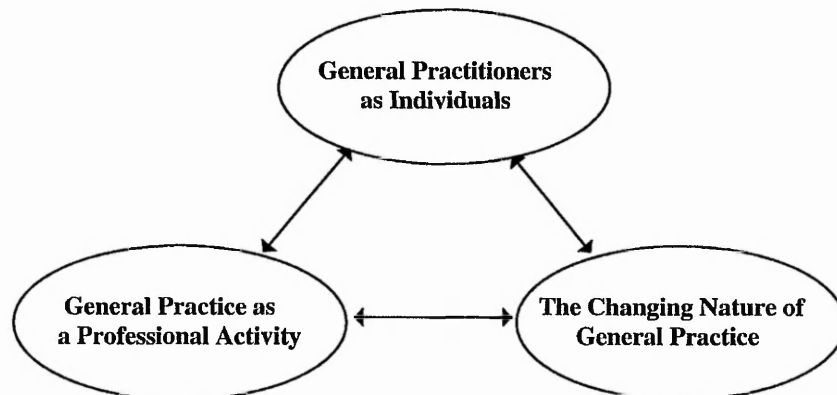 General Practitioners
as Individuals
General Practice as
a Professional Activity
The Changing Nature of
General Practice